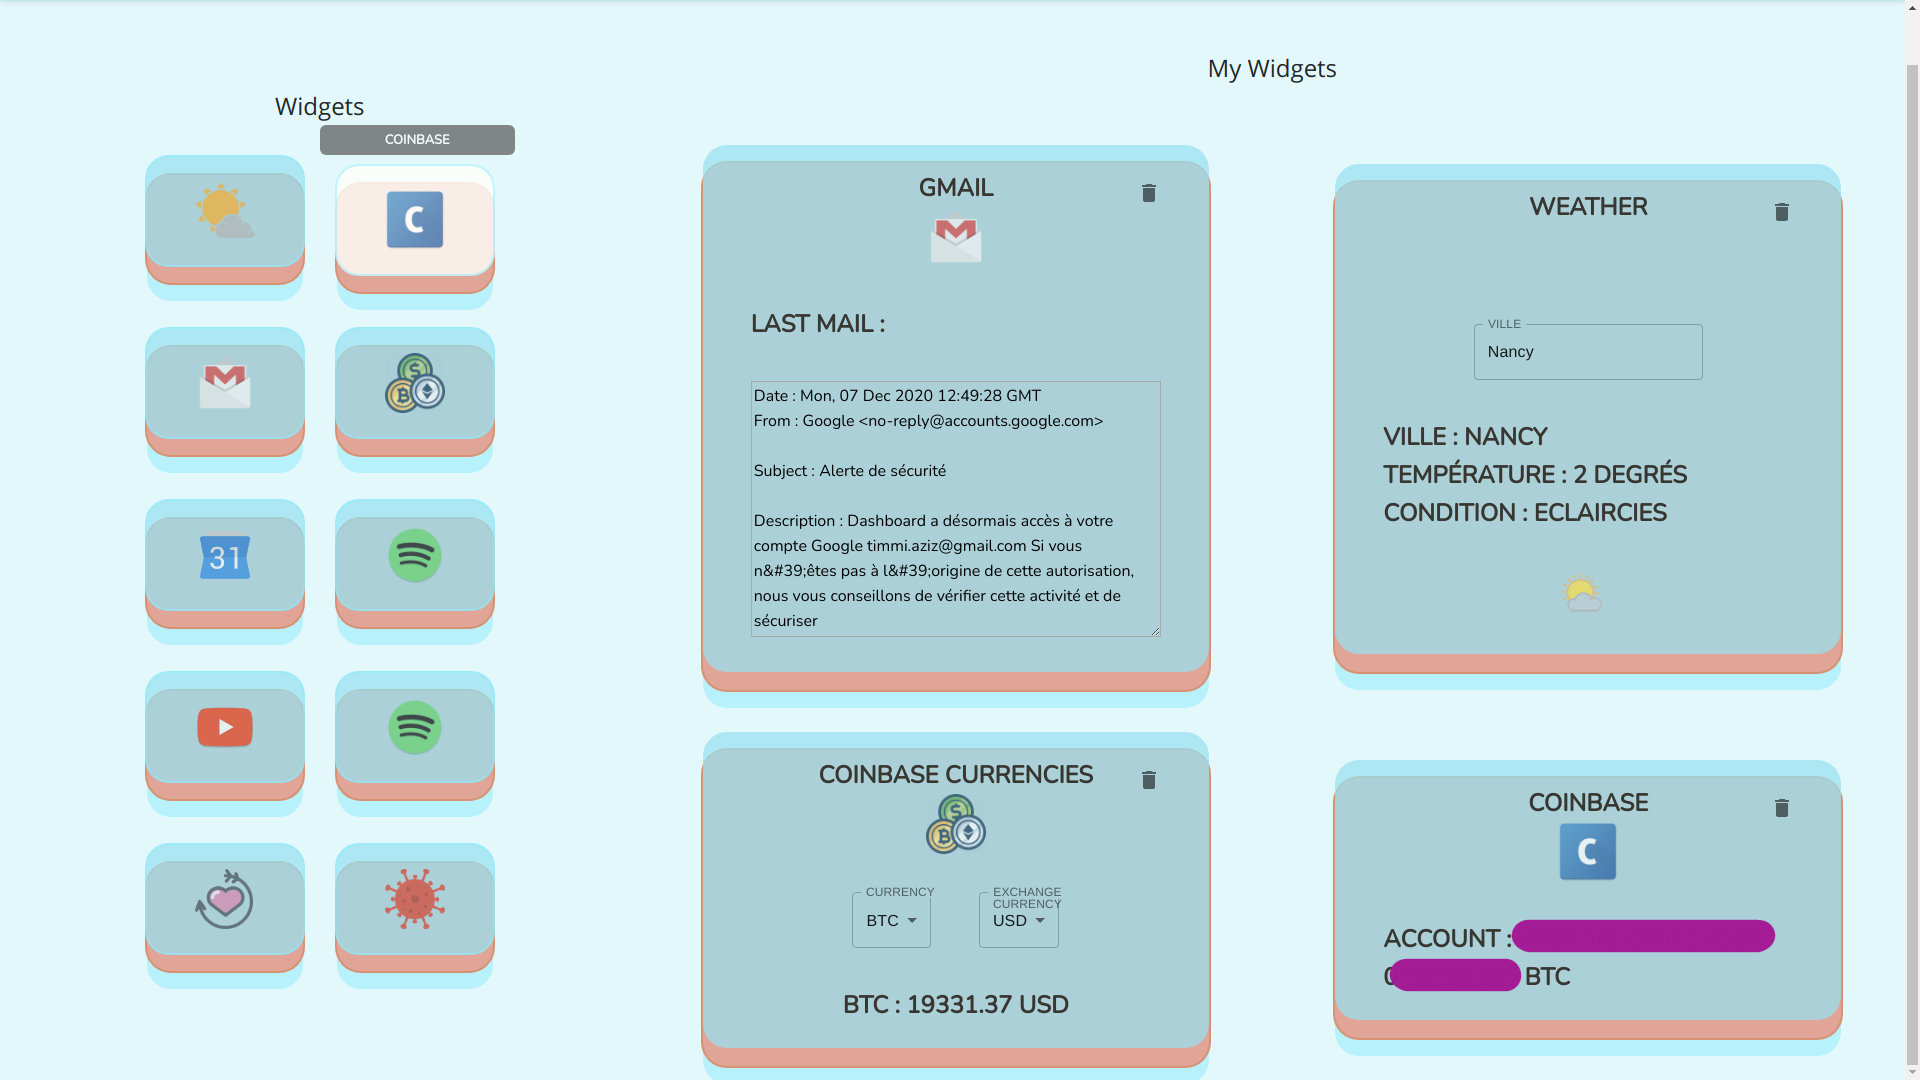 My Widgets
Widgets
COINBASE
C
31
$
B
GMAIL
LAST MAIL :
Date : Mon, 07 Dec 2020 12:49:28 GMT
From : Google <no-reply@accounts.google.com>
Subject : Alerte de sécurité
Description : Dashboard a désormais accès à votre
compte Google timmi.aziz@gmail.com Si vous
n&#39;êtes pas à l&#39;origine de cette autorisation,
nous vous conseillons de vérifier cette activité et de
sécuriser
WEATHER
VILLE
Nancy
VILLE : NANCY
TEMPÉRATURE : 2 DEGRÉS
CONDITION : ECLAIRCIES
COINBASE CURRENCIES
$
B
CURRENCY
BTC
EXCHANGE
CURRENCY
USD
BTC : 19331.37 USD
COINBASE
C
ACCOUNT :
BTC